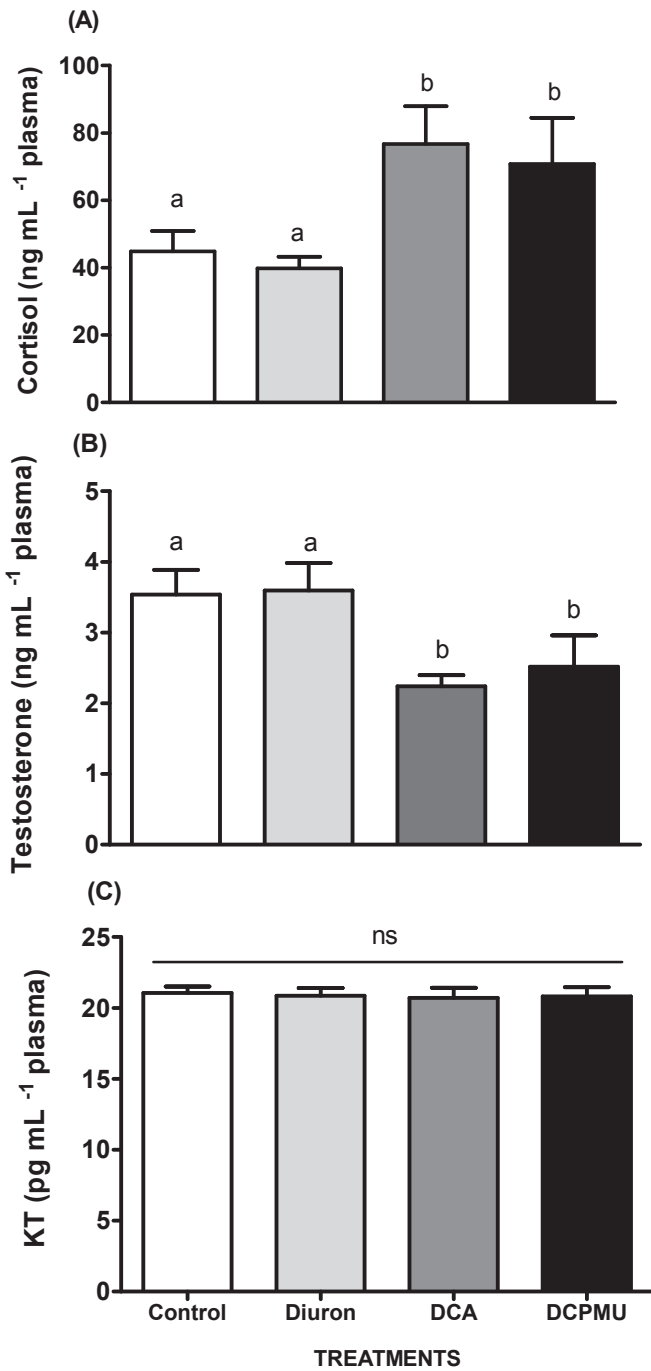 (A)
Cortisol (ng mL -1 plasma)
100
80
60
40
20
0
a
a
b
b
(B)
Testosterone (ng mL -1 plasma)
5
4
3
2
1
0
a
a
b
b
(C)
KT (pg mL -1 plasma)
25
20
15
10
5
0
ns
Control Diuron DCA DCPMU
TREATMENTS